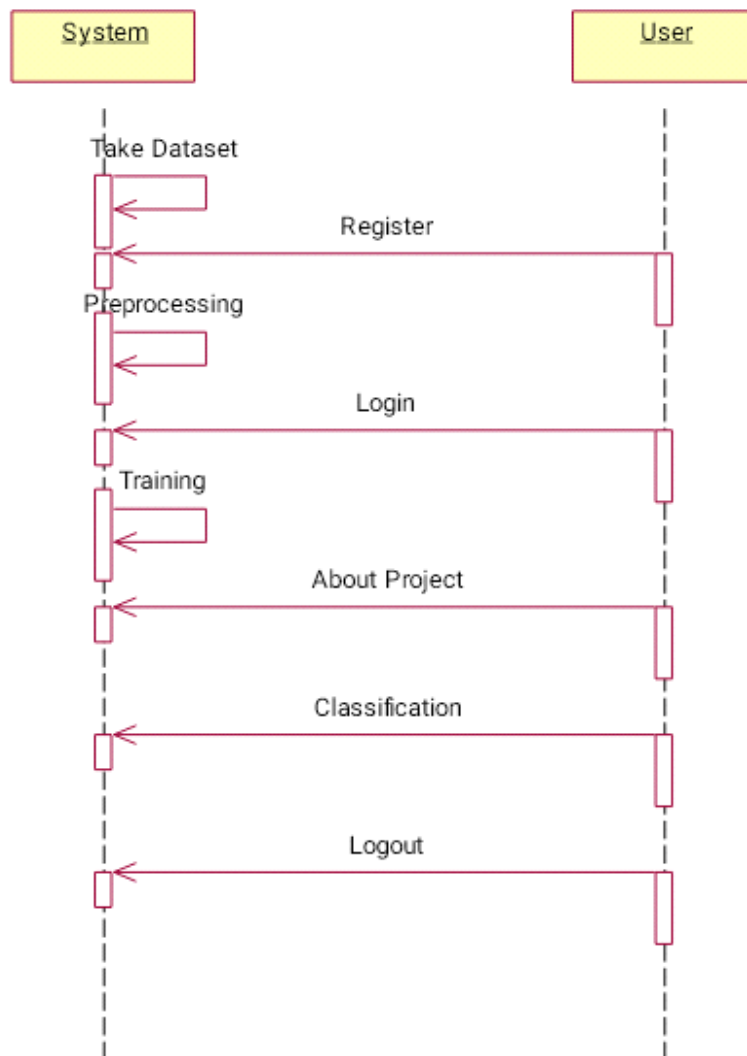 System
User
Take Dataset
Register
Preprocessing
Login
Training
About Project
Classification
Logout